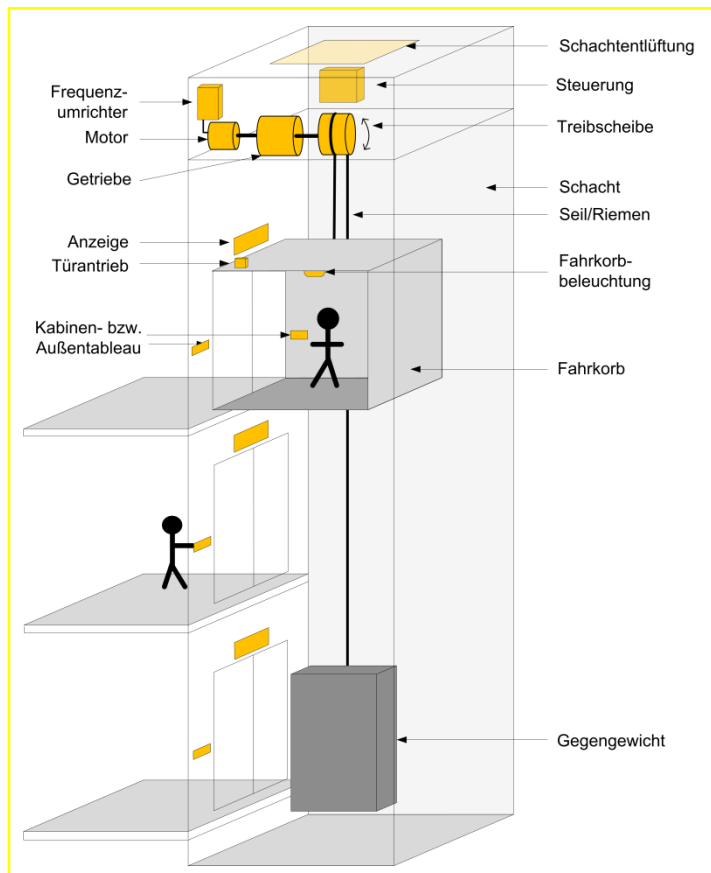 Schachtentlüftung
Steuerung
Frequenz-
umrichter
Treibscheibe
Motor
Getriebe
Schacht
Seil/Riemen
Anzeige
Türantrieb
Fahrkorb-
beleuchtung
Kabinen- bzw.
Außentableau
Fahrkorb
Gegengewicht